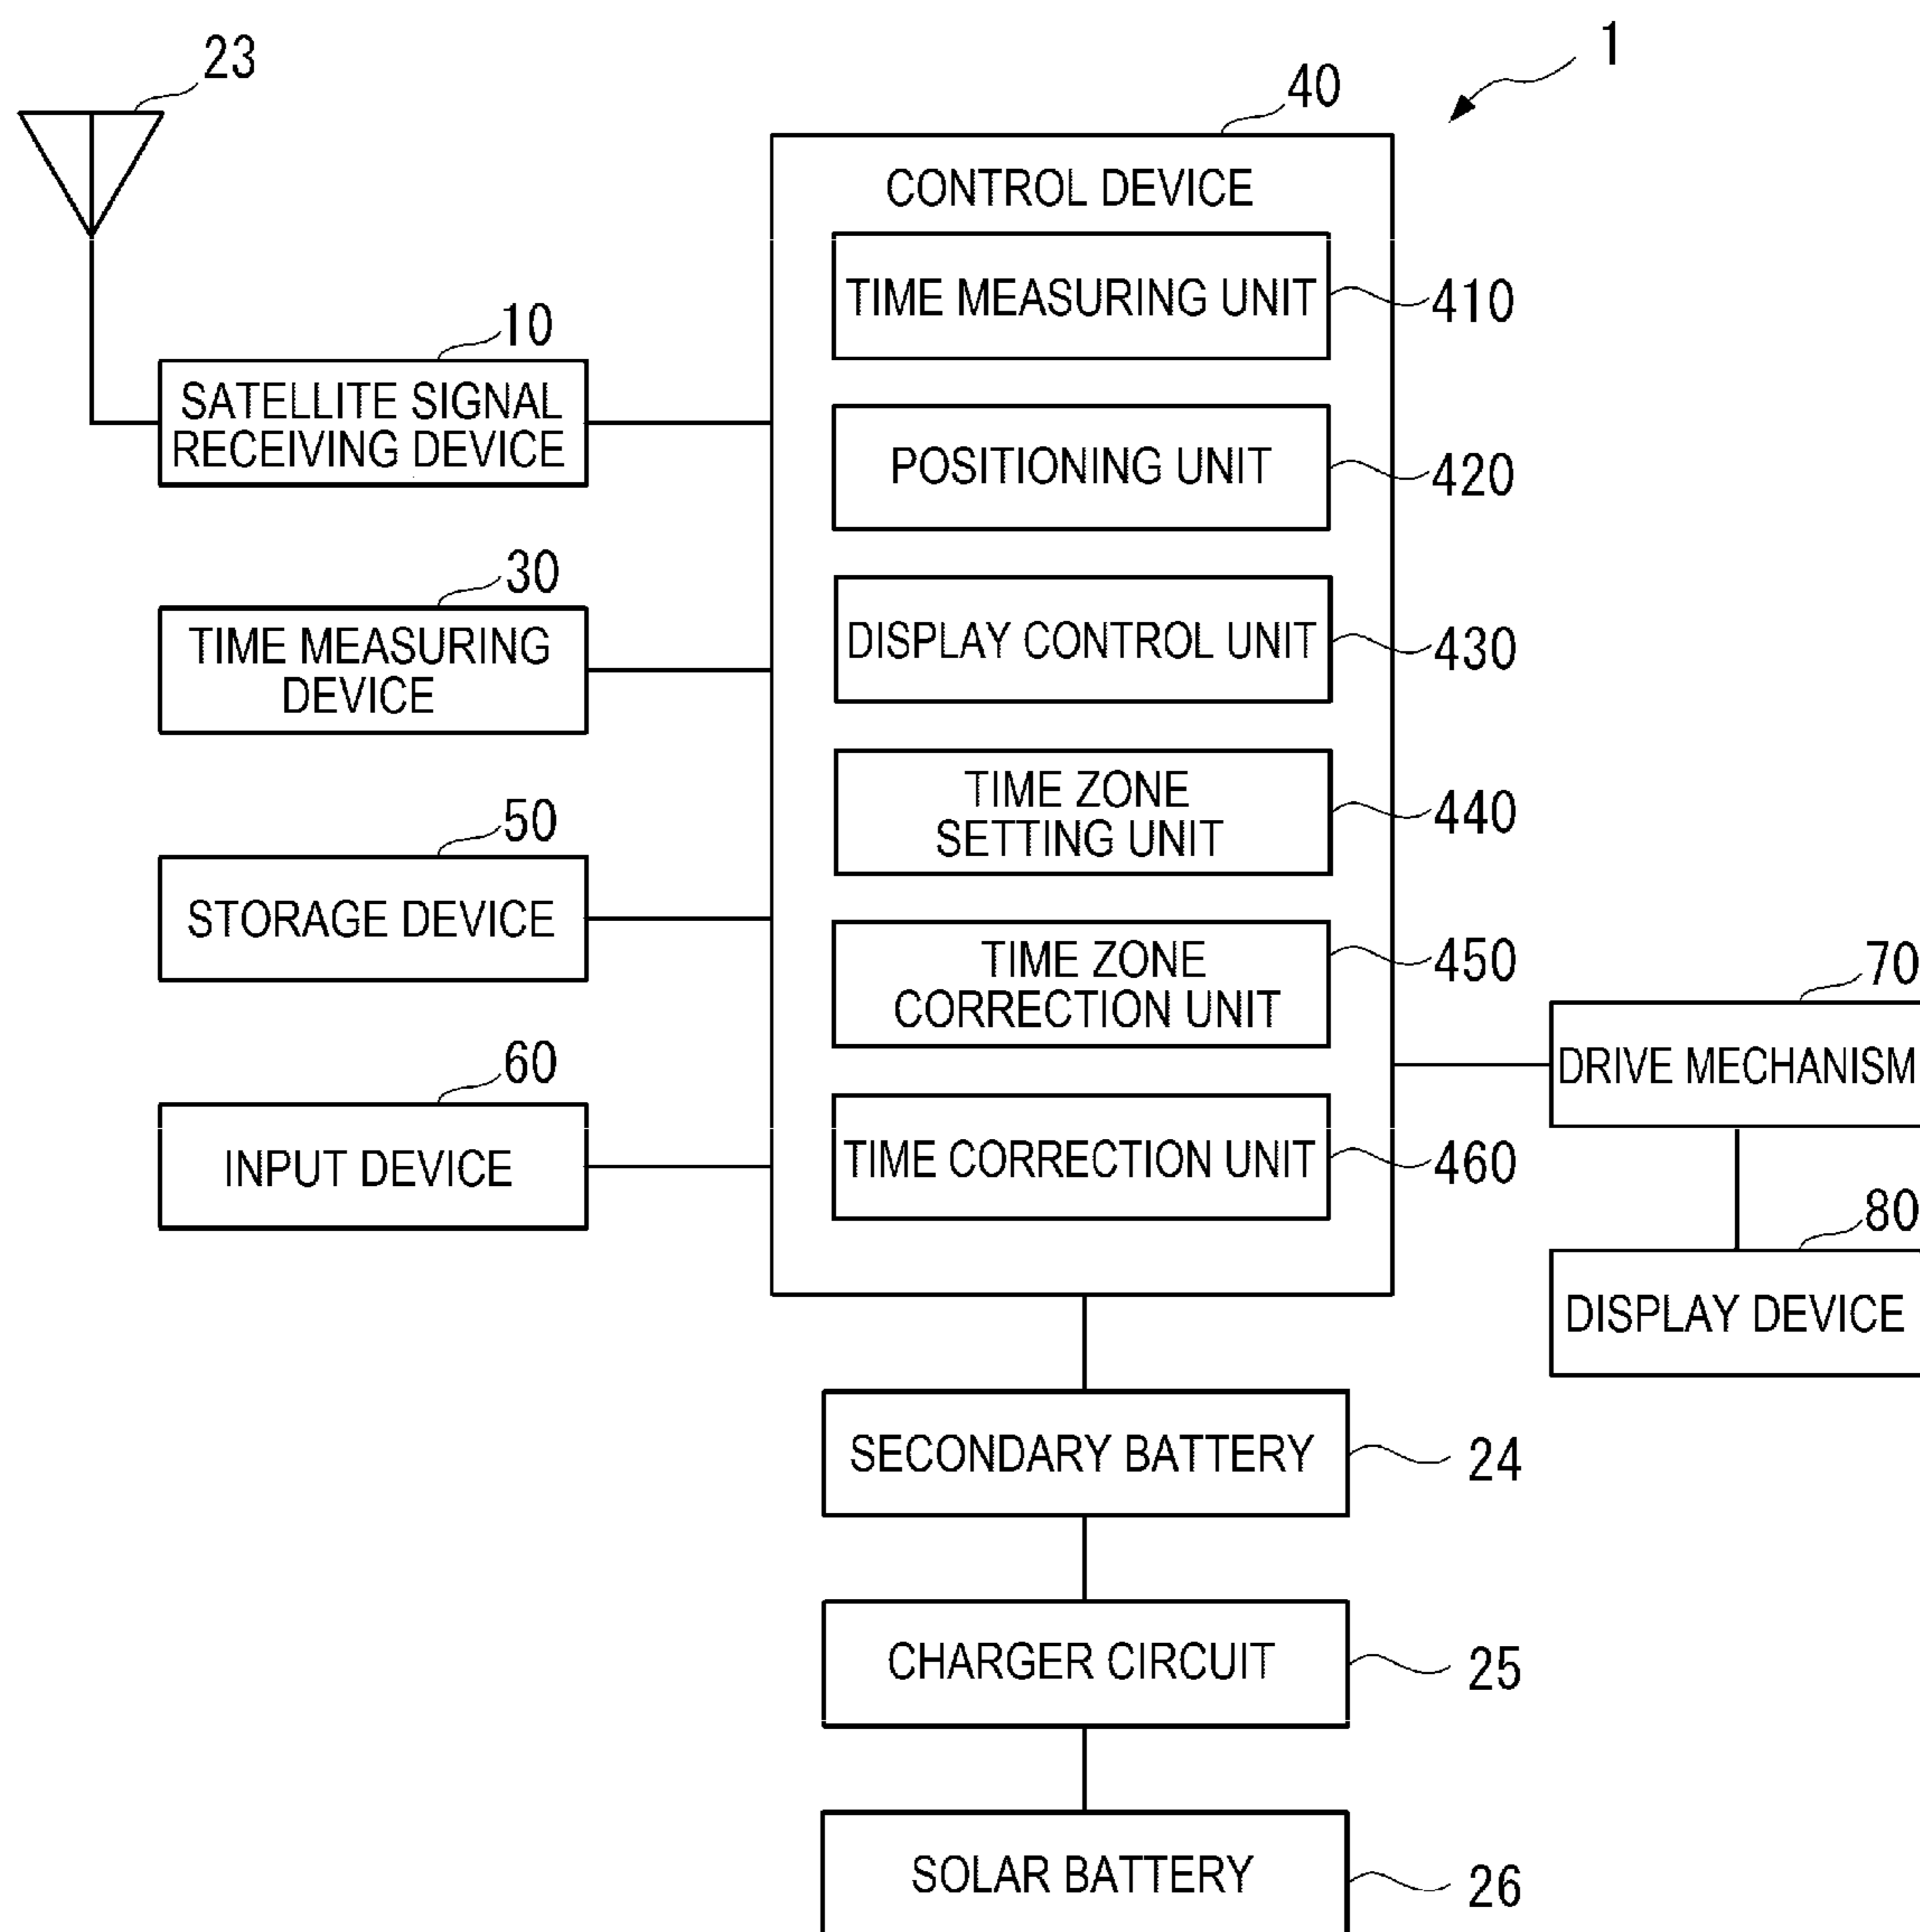 23
1
40
CONTROL DEVICE
TIME MEASURING UNIT
410
10
SATELLITE SIGNAL
RECEIVING DEVICE
POSITIONING UNIT
420
30
TIME MEASURING
DEVICE
DISPLAY CONTROL UNIT
430
TIME ZONE
SETTING UNIT
440
50
STORAGE DEVICE
TIME ZONE
CORRECTION UNIT
450
70
DRIVE MECHANISM
60
INPUT DEVICE
TIME CORRECTION UNIT
460
80
DISPLAY DEVICE
SECONDARY BATTERY
24
CHARGER CIRCUIT
25
SOLAR BATTERY
26